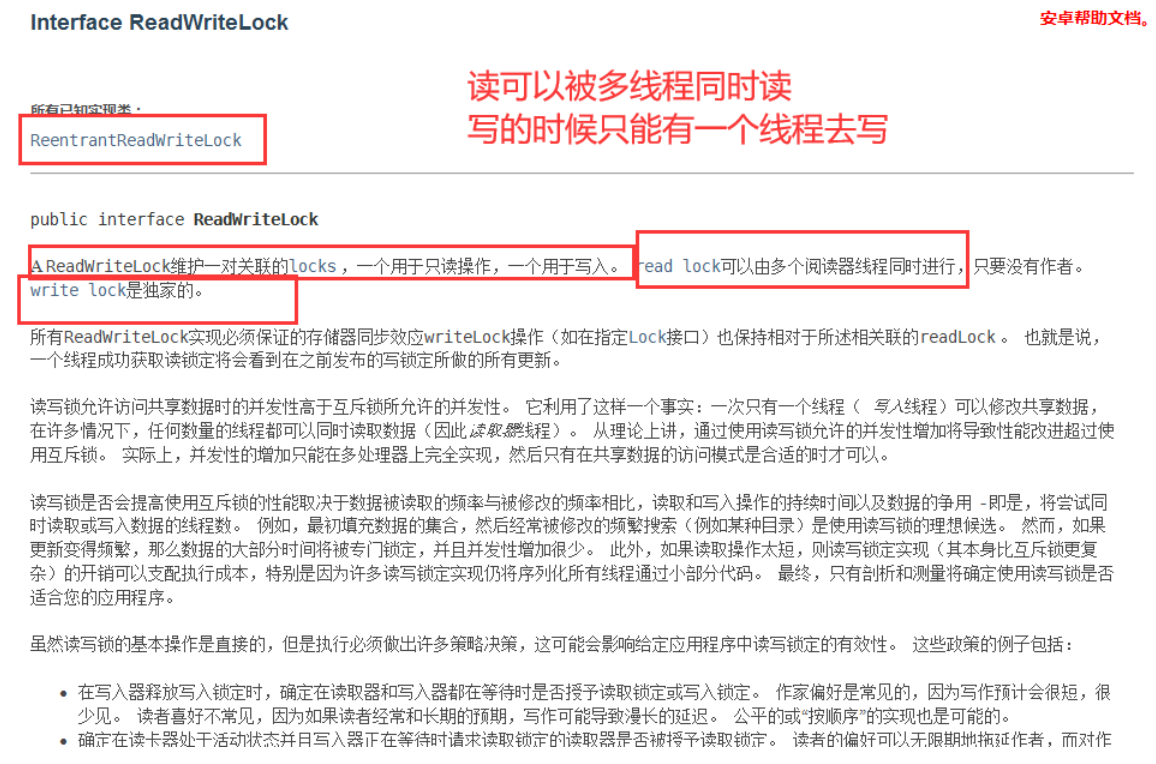 Interface ReadWriteLock
安卓帮助文档。
读可以被多线程同时读
写的时候只能有一个线程去写
所有已知实现类：
ReentrantReadWriteLock
public interface ReadWriteLock
A ReadWriteLock维护一对关联的locks ，一个用于只读操作，一个用于写入。 read lock可以由多个阅读器线程同时进行，只要没有作者。
write lock是独家的。
所有ReadWriteLock实现必须保证的存储器同步效应writeLock操作（如在指定Lock接口）也保持相对于所述相关联的readLock 。 也就是说，
一个线程成功获取读锁定将会看到在之前发布的写锁定所做的所有更新。
读写锁允许访问共享数据时的并发性高于互斥锁所允许的并发性。 它利用了这样一个事实：一次只有一个线程（ 写入线程）可以修改共享数据，
在许多情况下，任何数量的线程都可以同时读取数据（因此读取器线程）。 从理论上讲，通过使用读写锁允许的并发性增加将导致性能改进超过使
用互斥锁。 实际上，并发性的增加只能在多处理器上完全实现，然后只有在共享数据的访问模式是合适的时才可以。
读写锁是否会提高使用互斥锁的性能取决于数据被读取的频率与被修改的频率相比，读取和写入操作的持续时间以及数据的争用 -即是，将尝试同
时读取或写入数据的线程数。 例如，最初填充数据的集合，然后经常被修改的频繁搜索（例如某种目录）是使用读写锁的理想候选。 然而，如果
更新变得频繁，那么数据的大部分时间将被专门锁定，并且并发性增加很少。 此外，如果读取操作太短，则读写锁定实现（其本身比互斥锁更复
杂）的开销可以支配执行成本，特别是因为许多读写锁定实现仍将序列化所有线程通过小部分代码。 最终，只有剖析和测量将确定使用读写锁是否
适合您的应用程序。
虽然读写锁的基本操作是直接的，但是执行必须做出许多策略决策，这可能会影响给定应用程序中读写锁定的有效性。 这些政策的例子包括：
• 在写入器释放写入锁定时，确定在读取器和写入器都在等待时是否授予读取锁定或写入锁定。 作家偏好是常见的，因为写作预计会很短，很
少见。 读者喜好不常见，因为如果读者经常和长期的预期，写作可能导致漫长的延迟。 公平的或“按顺序”的实现也是可能的。
• 确定在读卡器处于活动状态并且写入器正在等待时请求读取锁定的读取器是否被授予读取锁定。 读者的偏好可以无限期地拖延作者，而对作